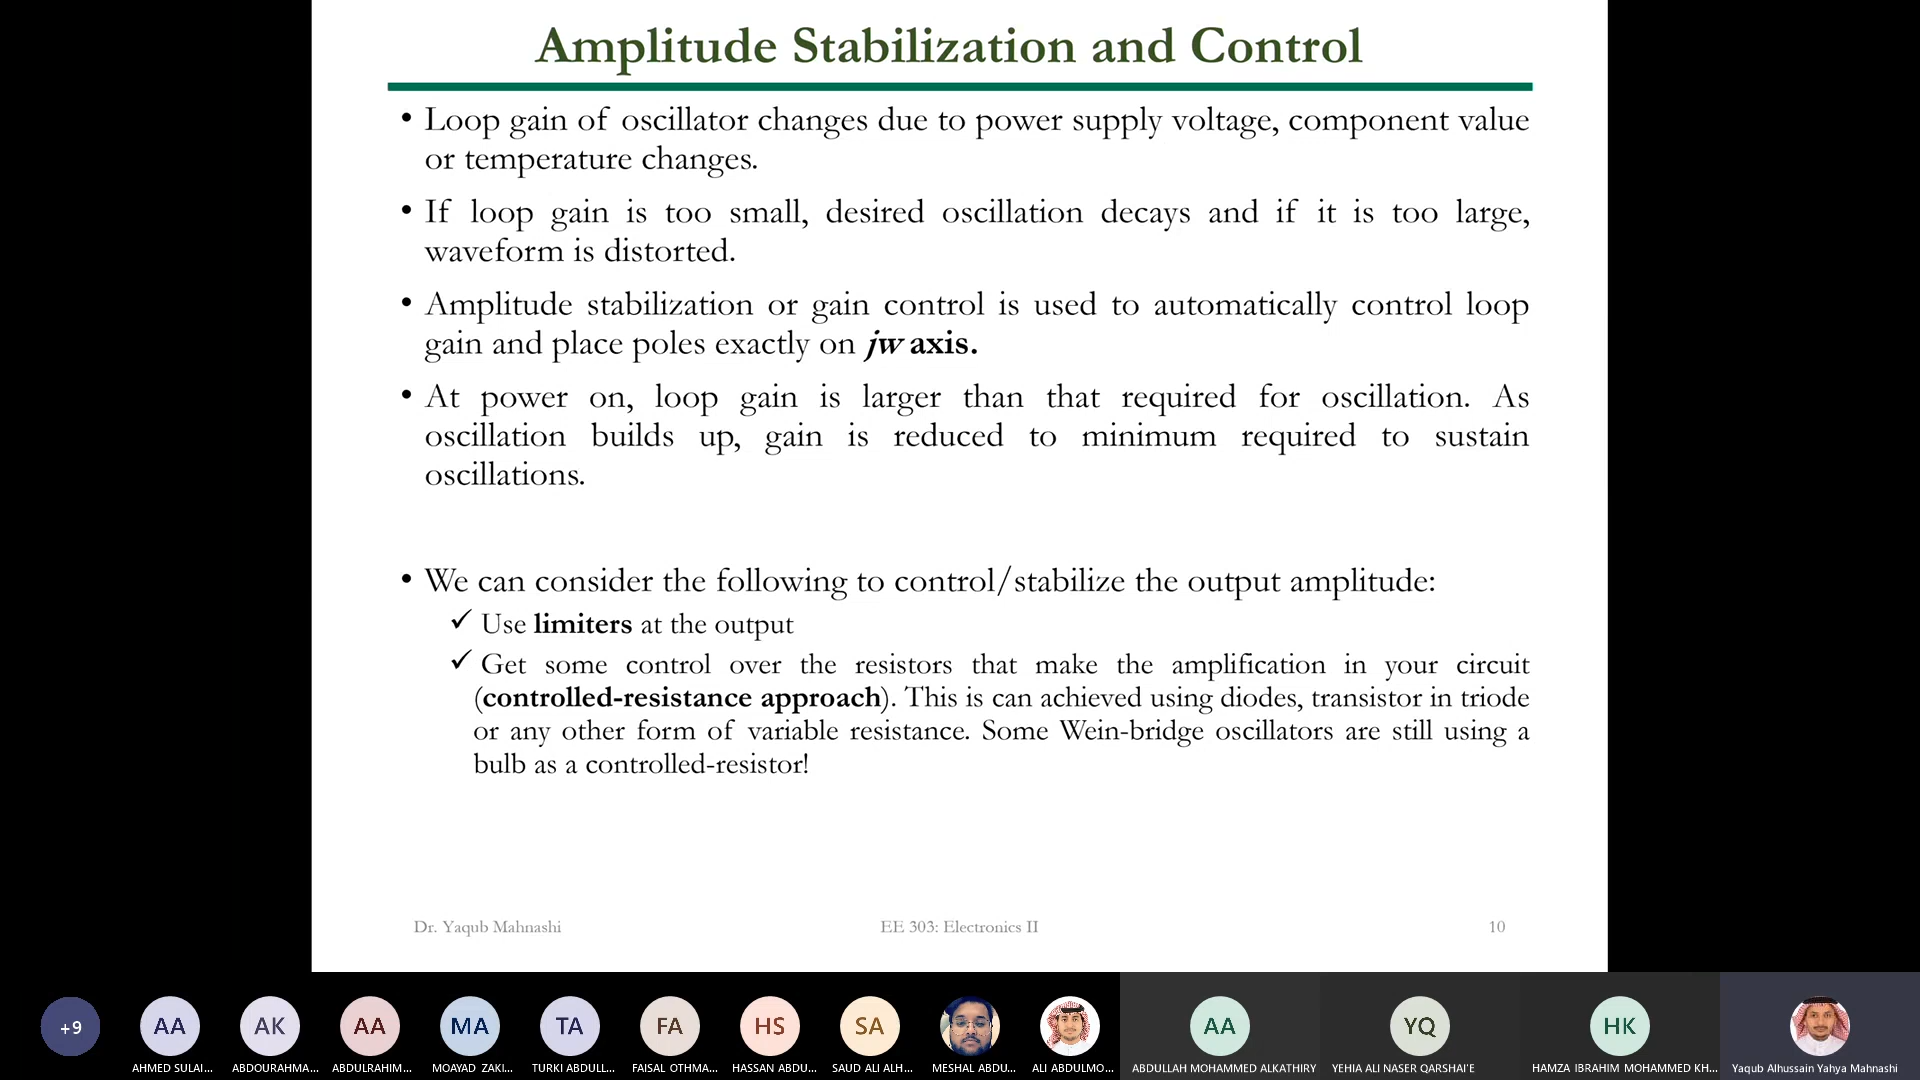 Amplitude Stabilization and Control
• Loop gain of oscillator changes due to power supply voltage, component value
or temperature changes.
• If loop gain is too small, desired oscillation decays and if it is too large,
waveform is distorted.
• Amplitude stabilization or gain control is used to automatically control loop
gain and place poles exactly on jw axis.
• At power on, loop gain is larger than that required for oscillation. As
oscillation builds up, gain is reduced to minimum required to sustain
oscillations.
• We can consider the following to control/stabilize the output amplitude:
✓ Use limiters at the output
✓ Get some control over the resistors that make the amplification in your circuit
(controlled-resistance approach). This is can achieved using diodes, transistor in triode
or any other form of variable resistance. Some Wein-bridge oscillators are still using a
bulb as a controlled-resistor!
Dr. Yaqub Mahnashi EE 303: Electronics II 10
+9 AA AK AA MA TA FA HS SA AA YQ HK
AHMED SULAI... ABDOURAHMA... ABDULRAHIM... MOAYAD ZAKI... TURKI ABDULL... FAISAL OTHMA... HASSAN ABDU... SAUD ALI ALH... MESHAL ABDU... ALI ABDULMO... ABDULLAH MOHAMMED ALKATHIRY YEHIA ALI NASER QARSHAI'E HAMZA IBRAHIM MOHAMMED KH... Yaqub Alhussain Yahya Mahnashi